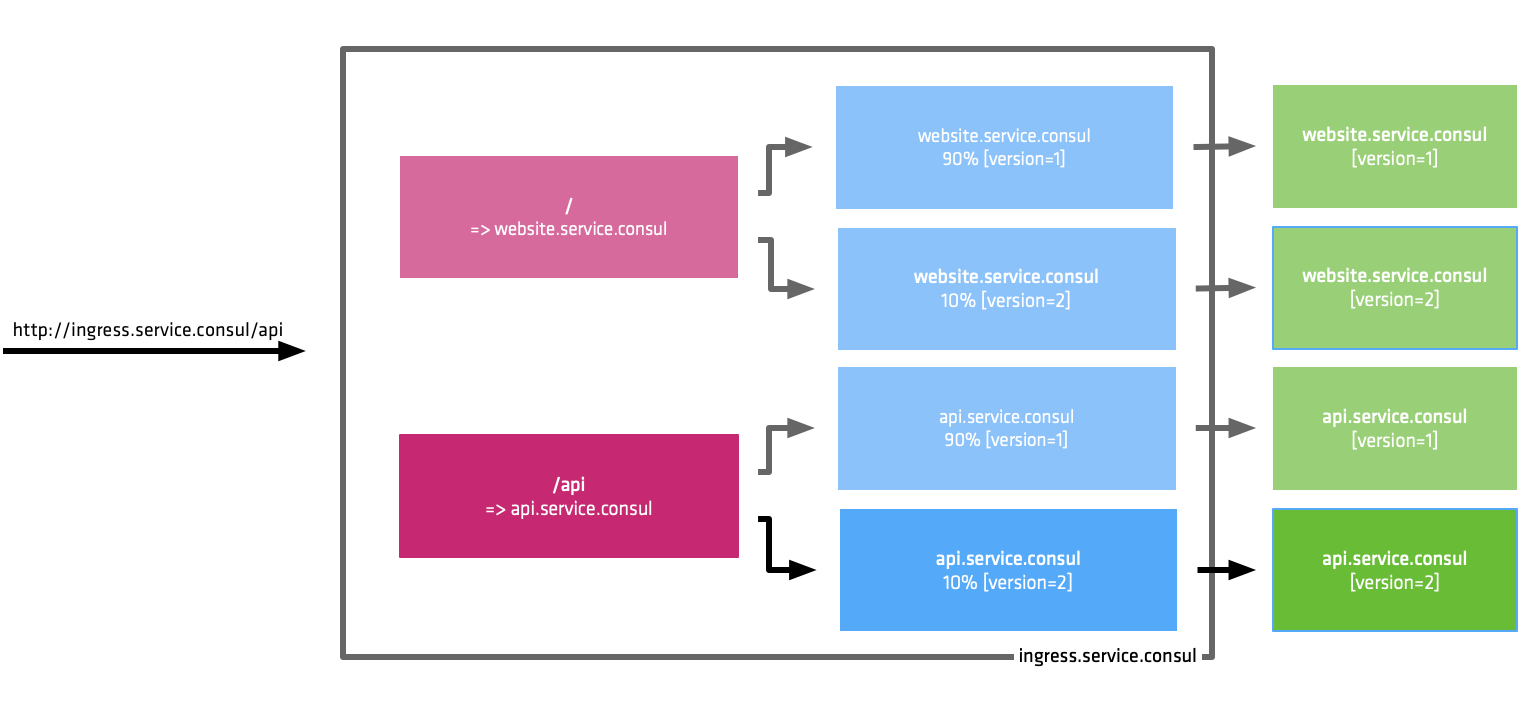 http://ingress.service.consul/api
/
=> website.service.consul
/api
=> api.service.consul
website.service.consul
90% [version=1]
website.service.consul
10% [version=2]
api.service.consul
90% [version=1]
api.service.consul
10% [version=2]
website.service.consul
[version=1]
website.service.consul
[version=2]
api.service.consul
[version=1]
api.service.consul
[version=2]
ingress.service.consul